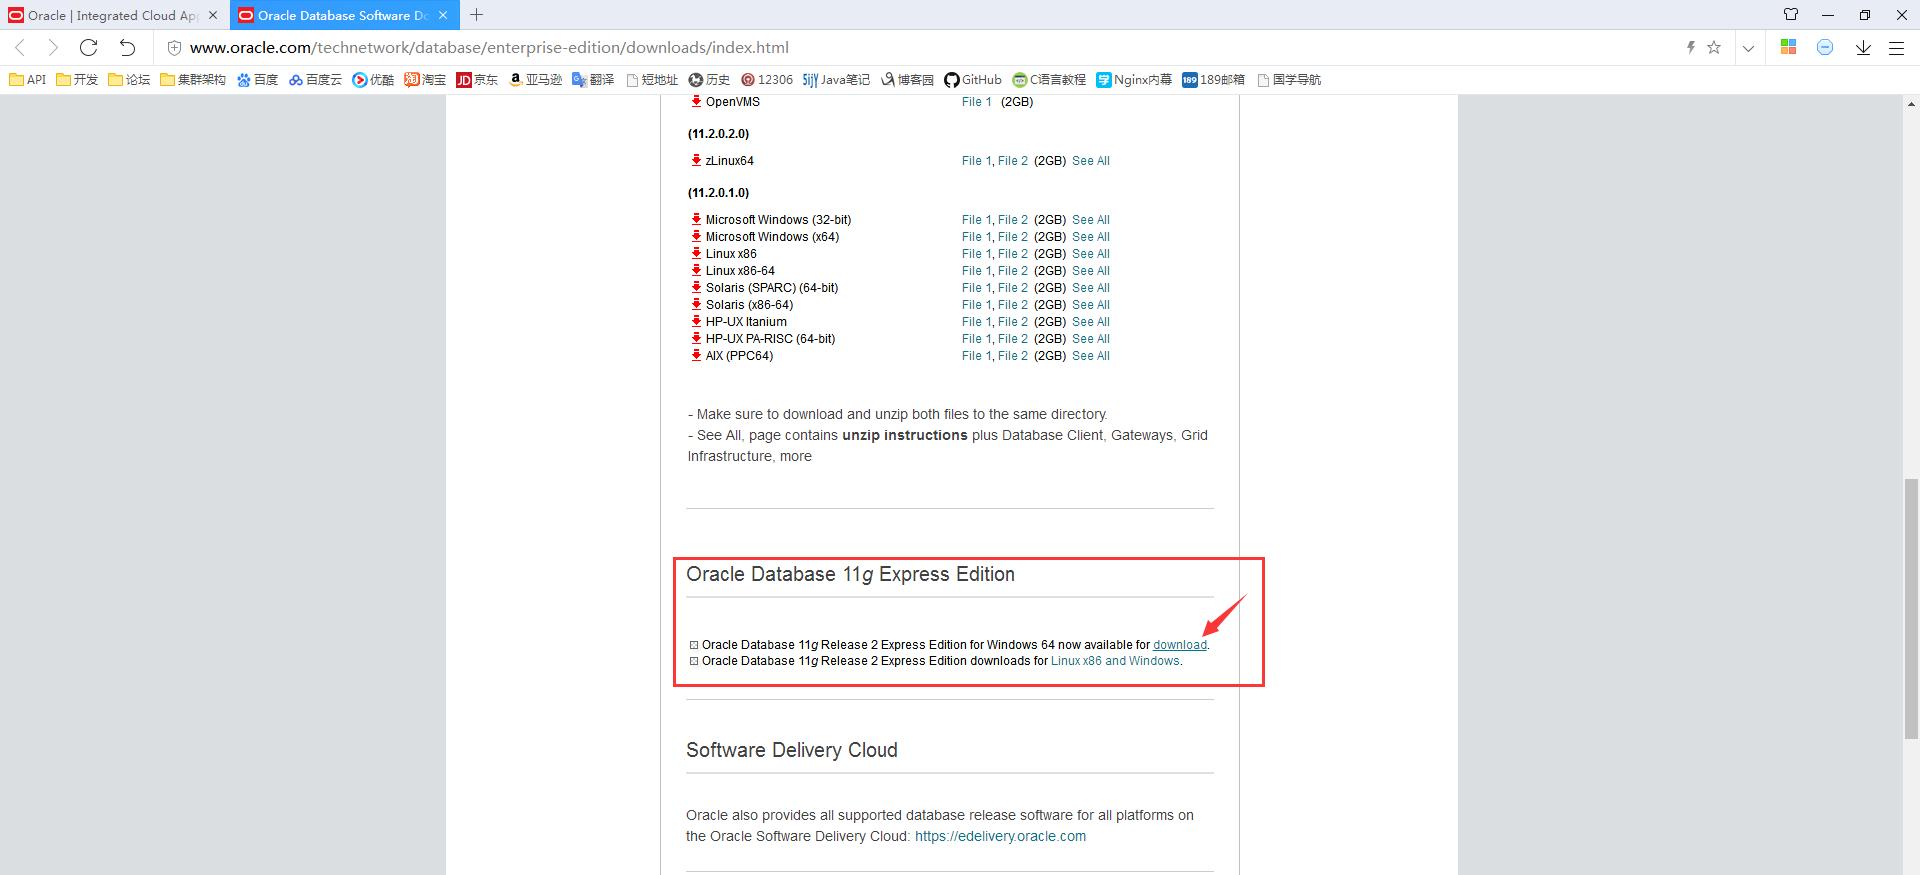 Oracle | Integrated Cloud Ap
Oracle Database Software Do
www.oracle.com/technetwork/database/enterprise-edition/downloads/index.html
API 开发 论坛 集群架构 百度 百度云 优酷 淘宝 京东 亚马逊 翻译 短地址 历史 12306 Java笔记 博客园 GitHub C语言教程 Nginx内幕 189邮箱 国学导航
OpenVMS File 1 (2GB)
(11.2.0.2.0)
zLinux64 File 1, File 2 (2GB) See All
(11.2.0.1.0)
Microsoft Windows (32-bit) File 1, File 2 (2GB) See All
Microsoft Windows (x64) File 1, File 2 (2GB) See All
Linux x86 File 1, File 2 (2GB) See All
Linux x86-64 File 1, File 2 (2GB) See All
Solaris (SPARC) (64-bit) File 1, File 2 (2GB) See All
Solaris (x86-64) File 1, File 2 (2GB) See All
HP-UX Itanium File 1, File 2 (2GB) See All
HP-UX PA-RISC (64-bit) File 1, File 2 (2GB) See All
AIX (PPC64) File 1, File 2 (2GB) See All
- Make sure to download and unzip both files to the same directory.
- See All, page contains unzip instructions plus Database Client, Gateways, Grid
Infrastructure, more
Oracle Database 11g Express Edition
Oracle Database 11g Release 2 Express Edition for Windows 64 now available for download.
Oracle Database 11g Release 2 Express Edition downloads for Linux x86 and Windows.
Software Delivery Cloud
Oracle also provides all supported database release software for all platforms on
the Oracle Software Delivery Cloud: https://edelivery.oracle.com